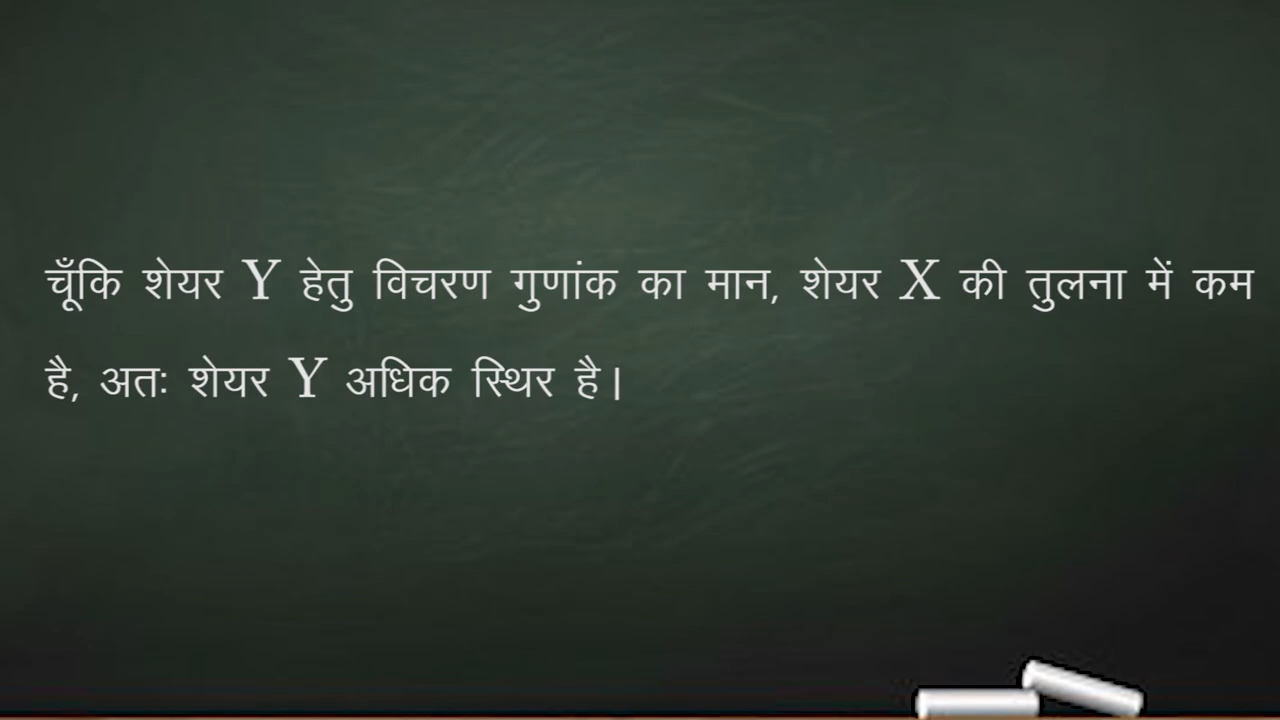 चूँकि शेयर Y हेतु विचरण गुणांक का मान, शेयर X की तुलना में कम
है, अतः शेयर Y अधिक स्थिर है।